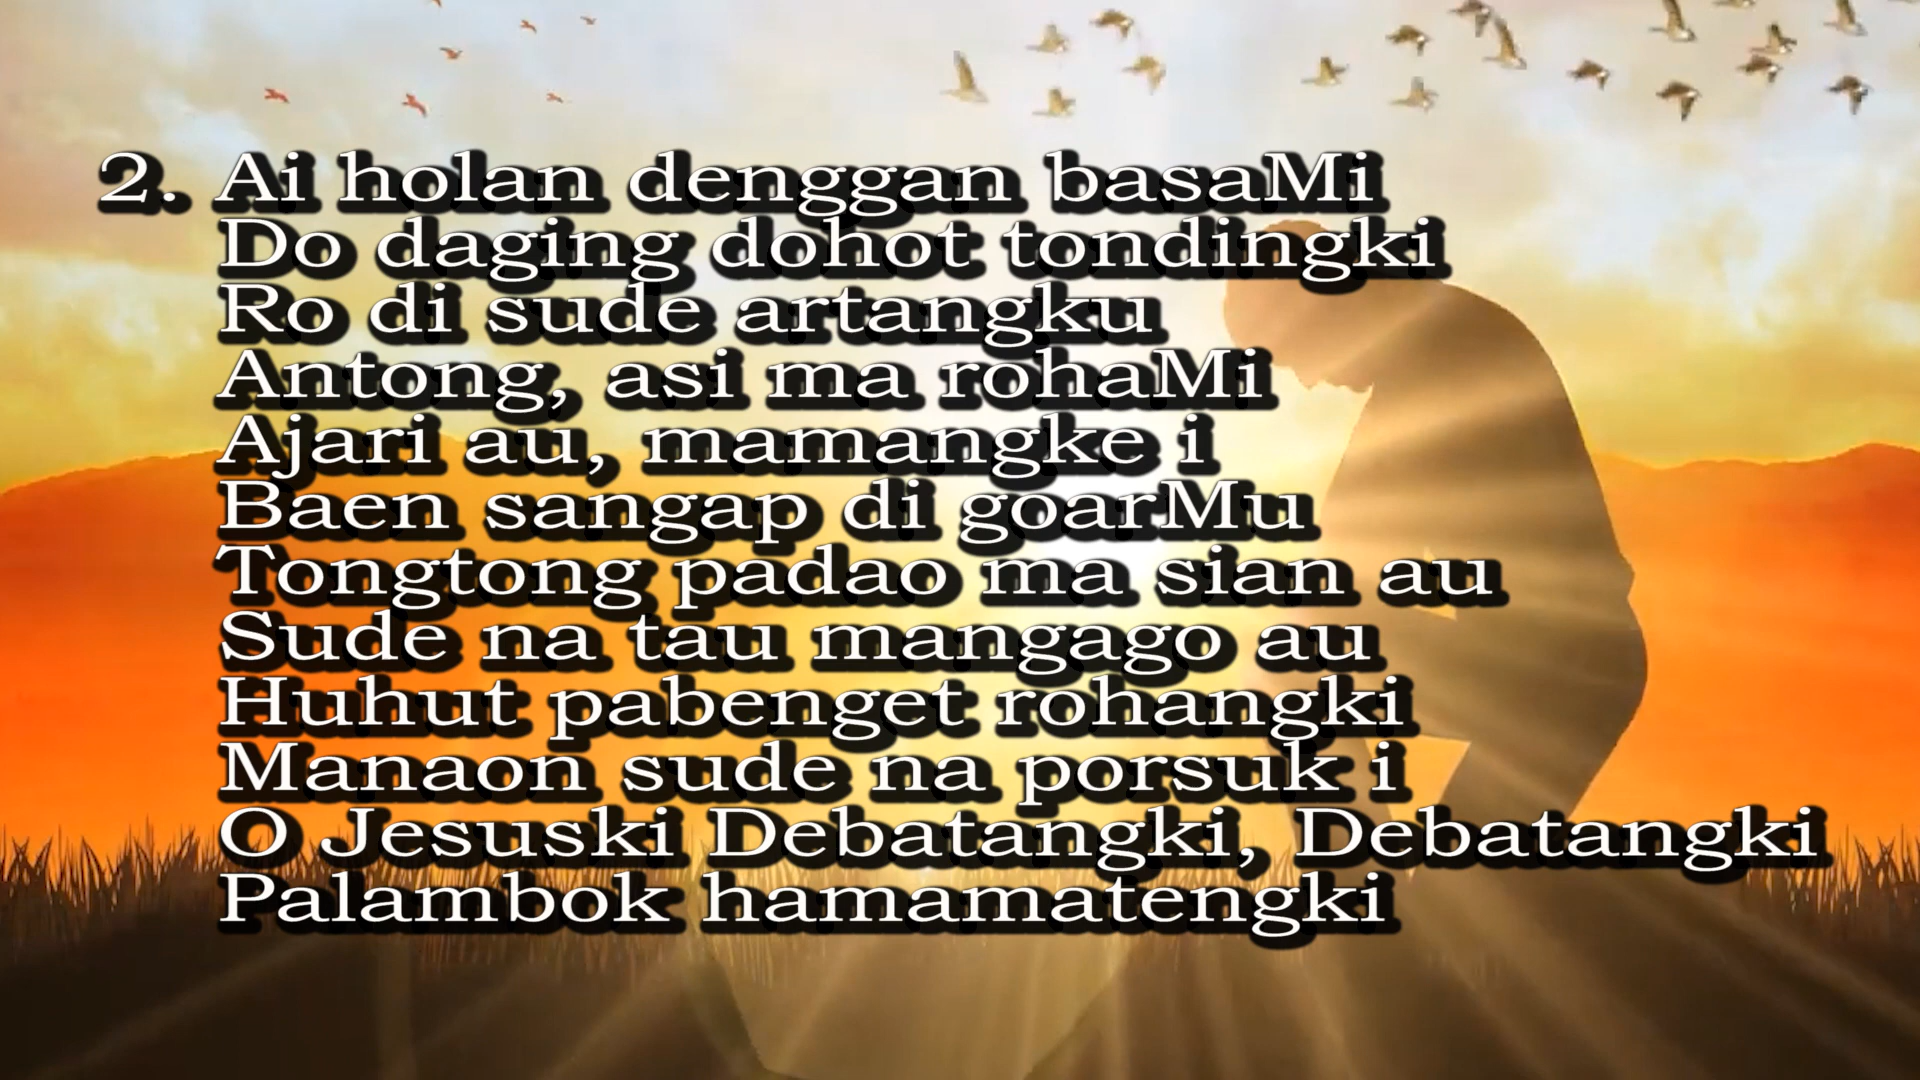 2. Ai holan denggan basaMi
Do daging dohot tondingki
Ro di sude artangku
Antong, asi ma rohaMi
Ajari au, mamangke i
Baen sangap di goarMu
Tongtong padao ma sian au
Sude na tau mangago au
Huhut pabenget rohangki
Manaon sude na porsuk i
O Jesuski Debatangki, Debatangki
Palambok hamamatengki